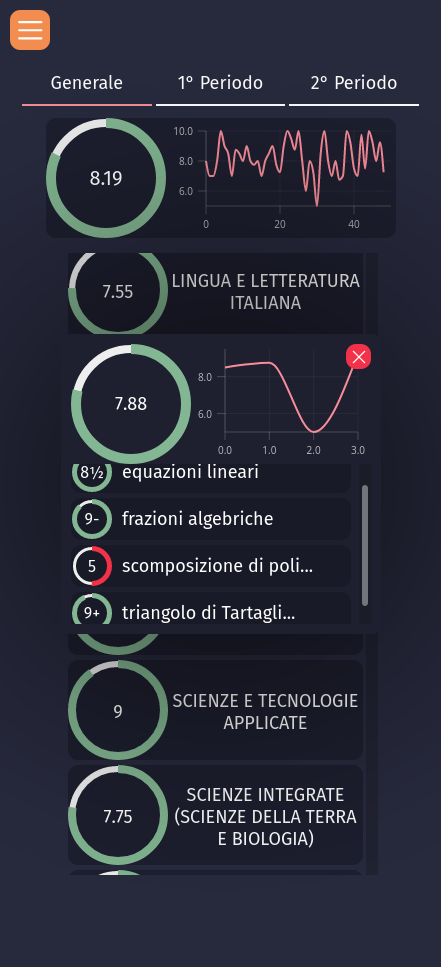 Generale 1° Periodo 2° Periodo
8.19
10.0
8.0
6.0
0 20 40
7.55
LINGUA E LETTERATURA
ITALIANA
7.88
8.0
6.0
0.0 1.0 2.0 3.0
8½ equazioni lineari
9- frazioni algebriche
5 scomposizione di poli...
9+ triangolo di Tartagli...
9
SCIENZE E TECNOLOGIE
APPLICATE
7.75
SCIENZE INTEGRATE
(SCIENZE DELLA TERRA
E BIOLOGIA)